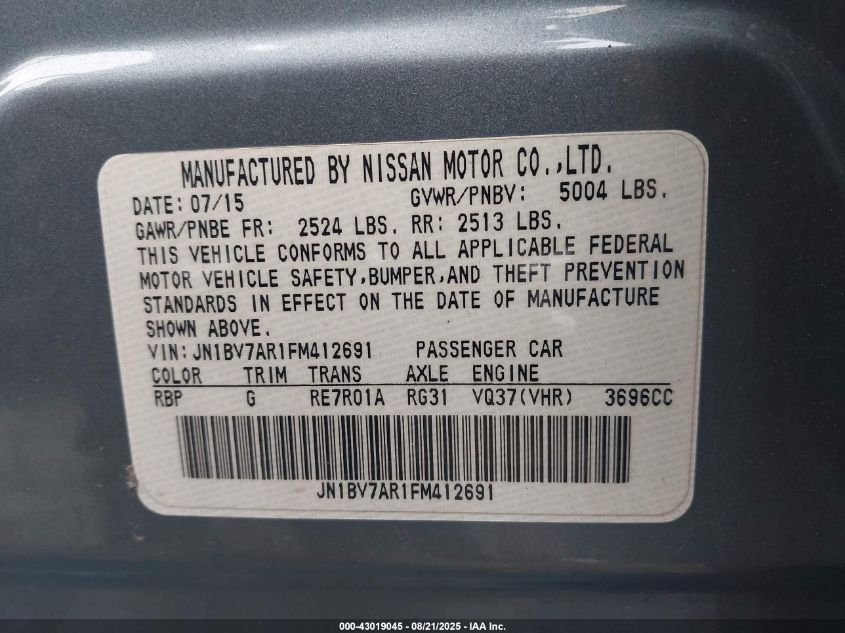 MANUFACTURED BY NISSAN MOTOR CO.,LTD.
DATE: 07/15 GVWR/PNBV: 5004 LBS.
GAWR/PNBE FR: 2524 LBS. RR: 2513 LBS.
THIS VEHICLE CONFORMS TO ALL APPLICABLE FEDERAL
MOTOR VEHICLE SAFETY,BUMPER,AND THEFT PREVENTION
STANDARDS IN EFFECT ON THE DATE OF MANUFACTURE
SHOWN ABOVE.
VIN: JN1BV7AR1FM412691 PASSENGER CAR
COLOR TRIM TRANS AXLE ENGINE
RBP G RE7R01A RG31 VQ37(VHR) 3696CC
JN1BV7AR1FM412691
000-43019045 - 08/21/2025 - IAA Inc.